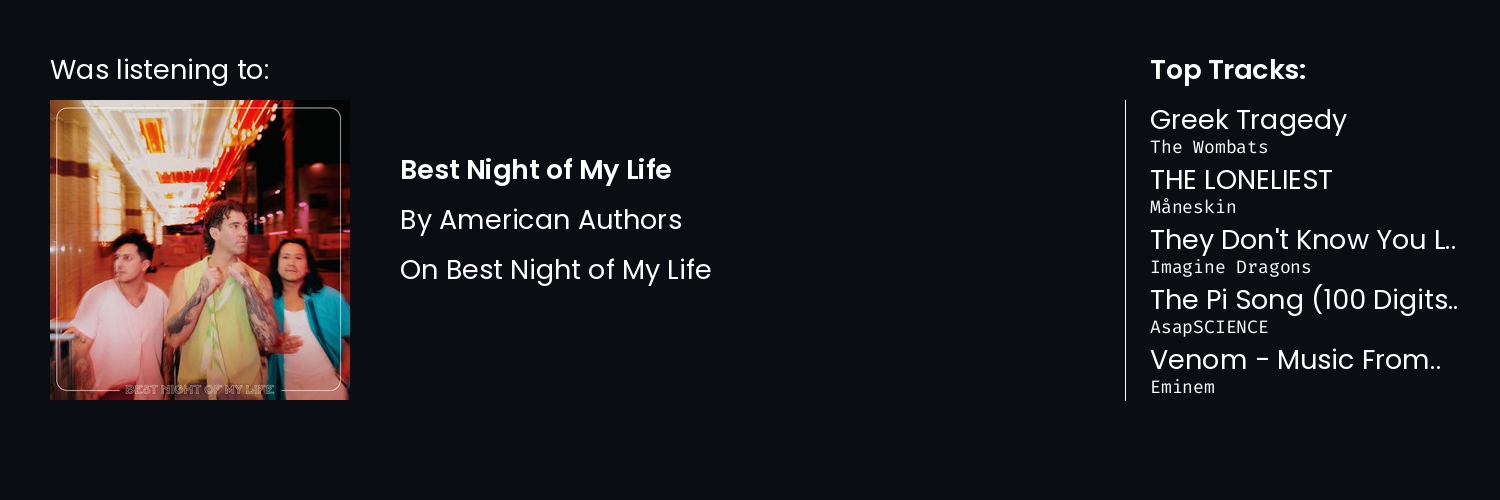 Was listening to:
BEST NIGHT OF MY LIFE
Best Night of My Life
By American Authors
On Best Night of My Life
Top Tracks:
Greek Tragedy
The Wombats
THE LONELIEST
Måneskin
They Don't Know You L..
Imagine Dragons
The Pi Song (100 Digits..
AsapSCIENCE
Venom - Music From..
Eminem